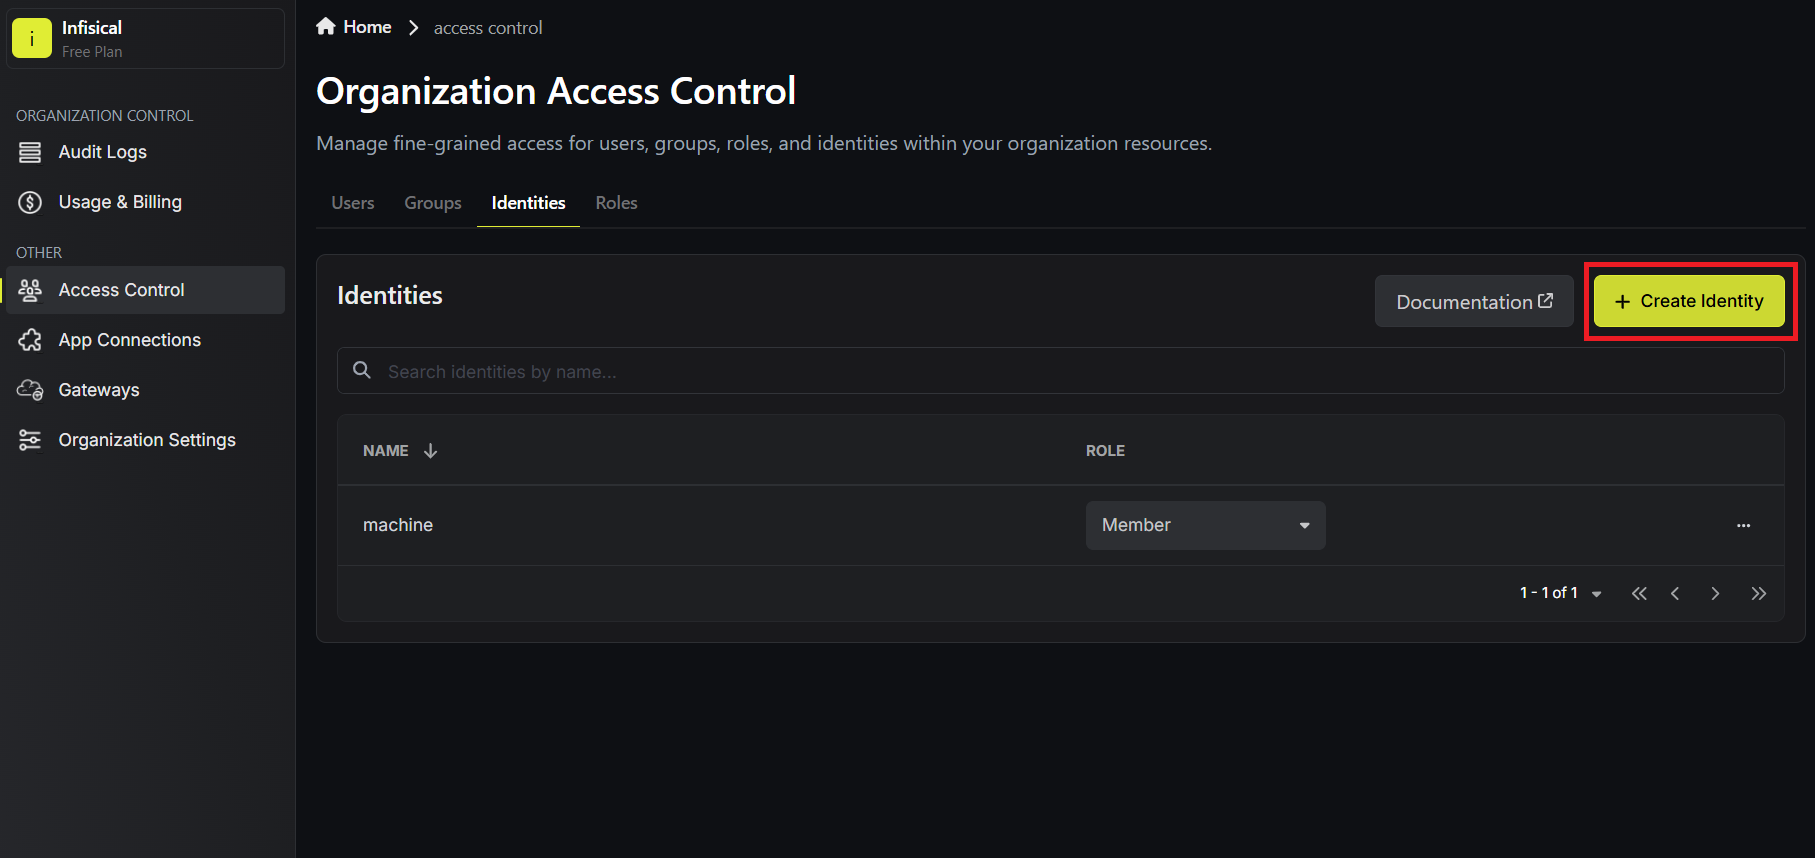 i
Infisical
Free Plan
ORGANIZATION CONTROL
Audit Logs
Usage & Billing
OTHER
Access Control
App Connections
Gateways
Organization Settings
Home
access control
Organization Access Control
Manage fine-grained access for users, groups, roles, and identities within your organization resources.
Users Groups Identities Roles
Identities
Documentation
+ Create Identity
Search identities by name...
NAME ROLE
machine Member
1 - 1 of 1